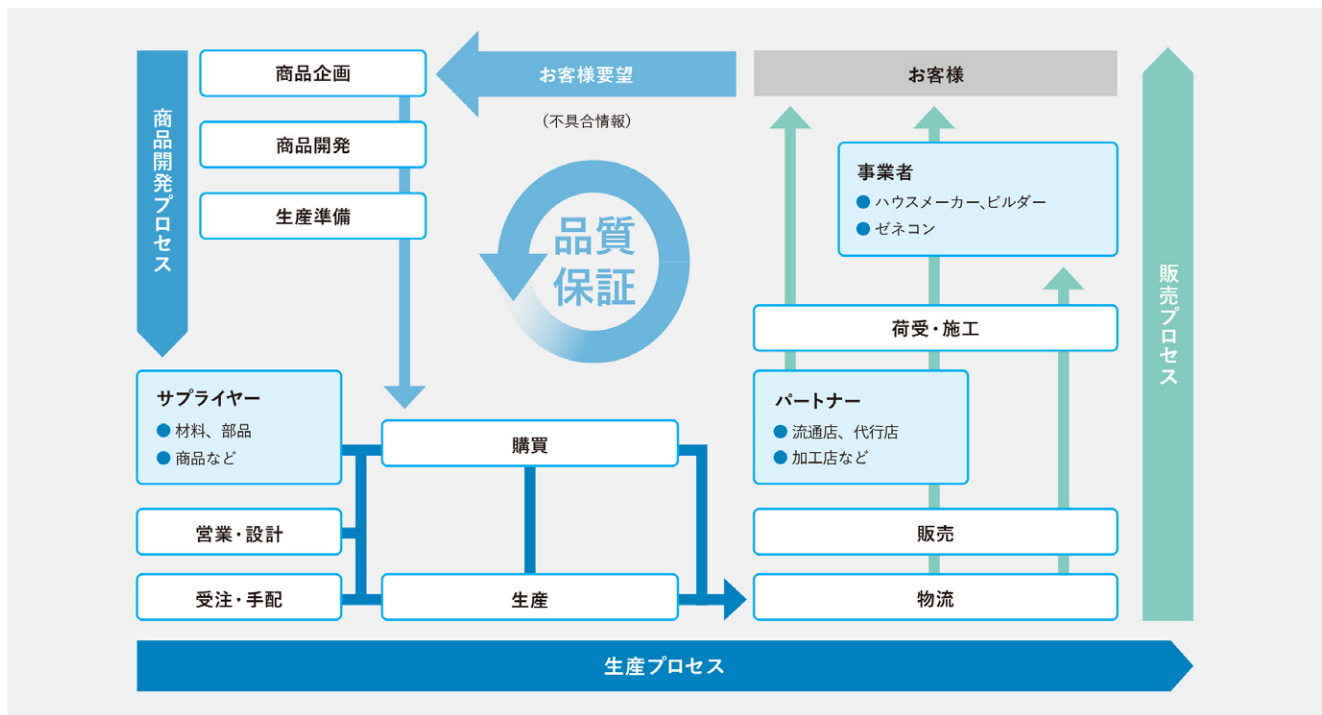 商品開発プロセス
商品企画
商品開発
生産準備
お客様要望
（不具合情報）
品質
保証
お客様
事業者
● ハウスメーカー、ビルダー
● ゼネコン
荷受・施工
パートナー
● 流通店、代行店
● 加工店など
販売
物流
販売プロセス
サプライヤー
● 材料、部品
● 商品など
営業・設計
受注・手配
購買
生産
生産プロセス